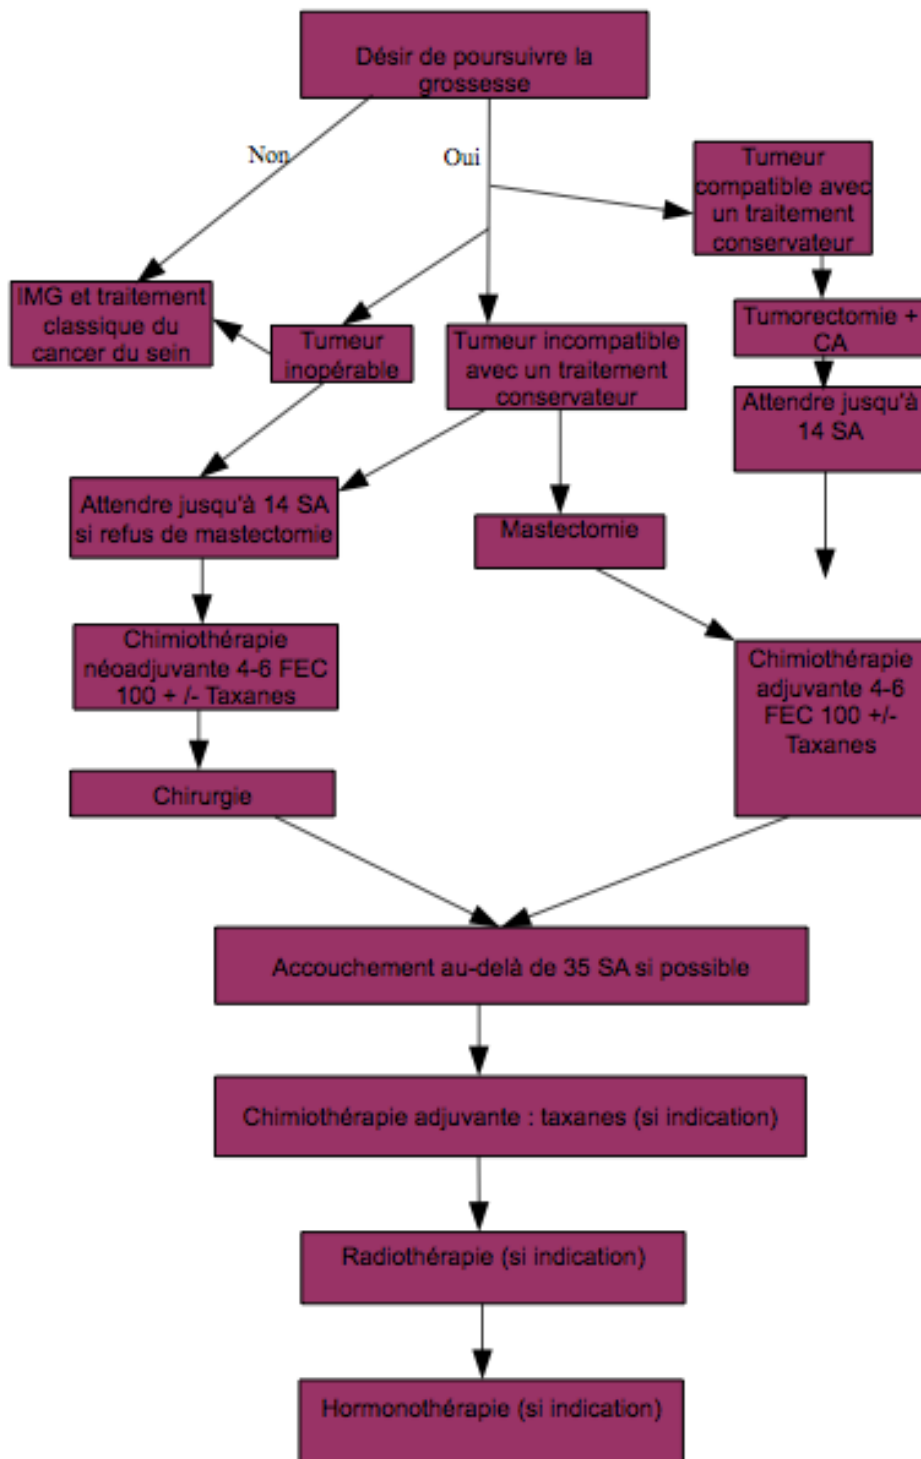 Désir de poursuivre la
grossesse
Non
Oui
Tumeur
compatible avec
un traitement
conservateur
IMG et traitement
classique du
cancer du sein
Tumeur
inopérable
Tumeur incompatible
avec un traitement
conservateur
Tumorectomie +
CA
Attendre jusqu'à
14 SA
Attendre jusqu'à 14 SA
si refus de mastectomie
Mastectomie
Chimiothérapie
néoadjuvante 4-6 FEC
100 + /- Taxanes
Chimiothérapie
adjuvante 4-6
FEC 100 +/-
Taxanes
Chirurgie
Accouchement au-delà de 35 SA si possible
Chimiothérapie adjuvante : taxanes (si indication)
Radiothérapie (si indication)
Hormonothérapie (si indication)